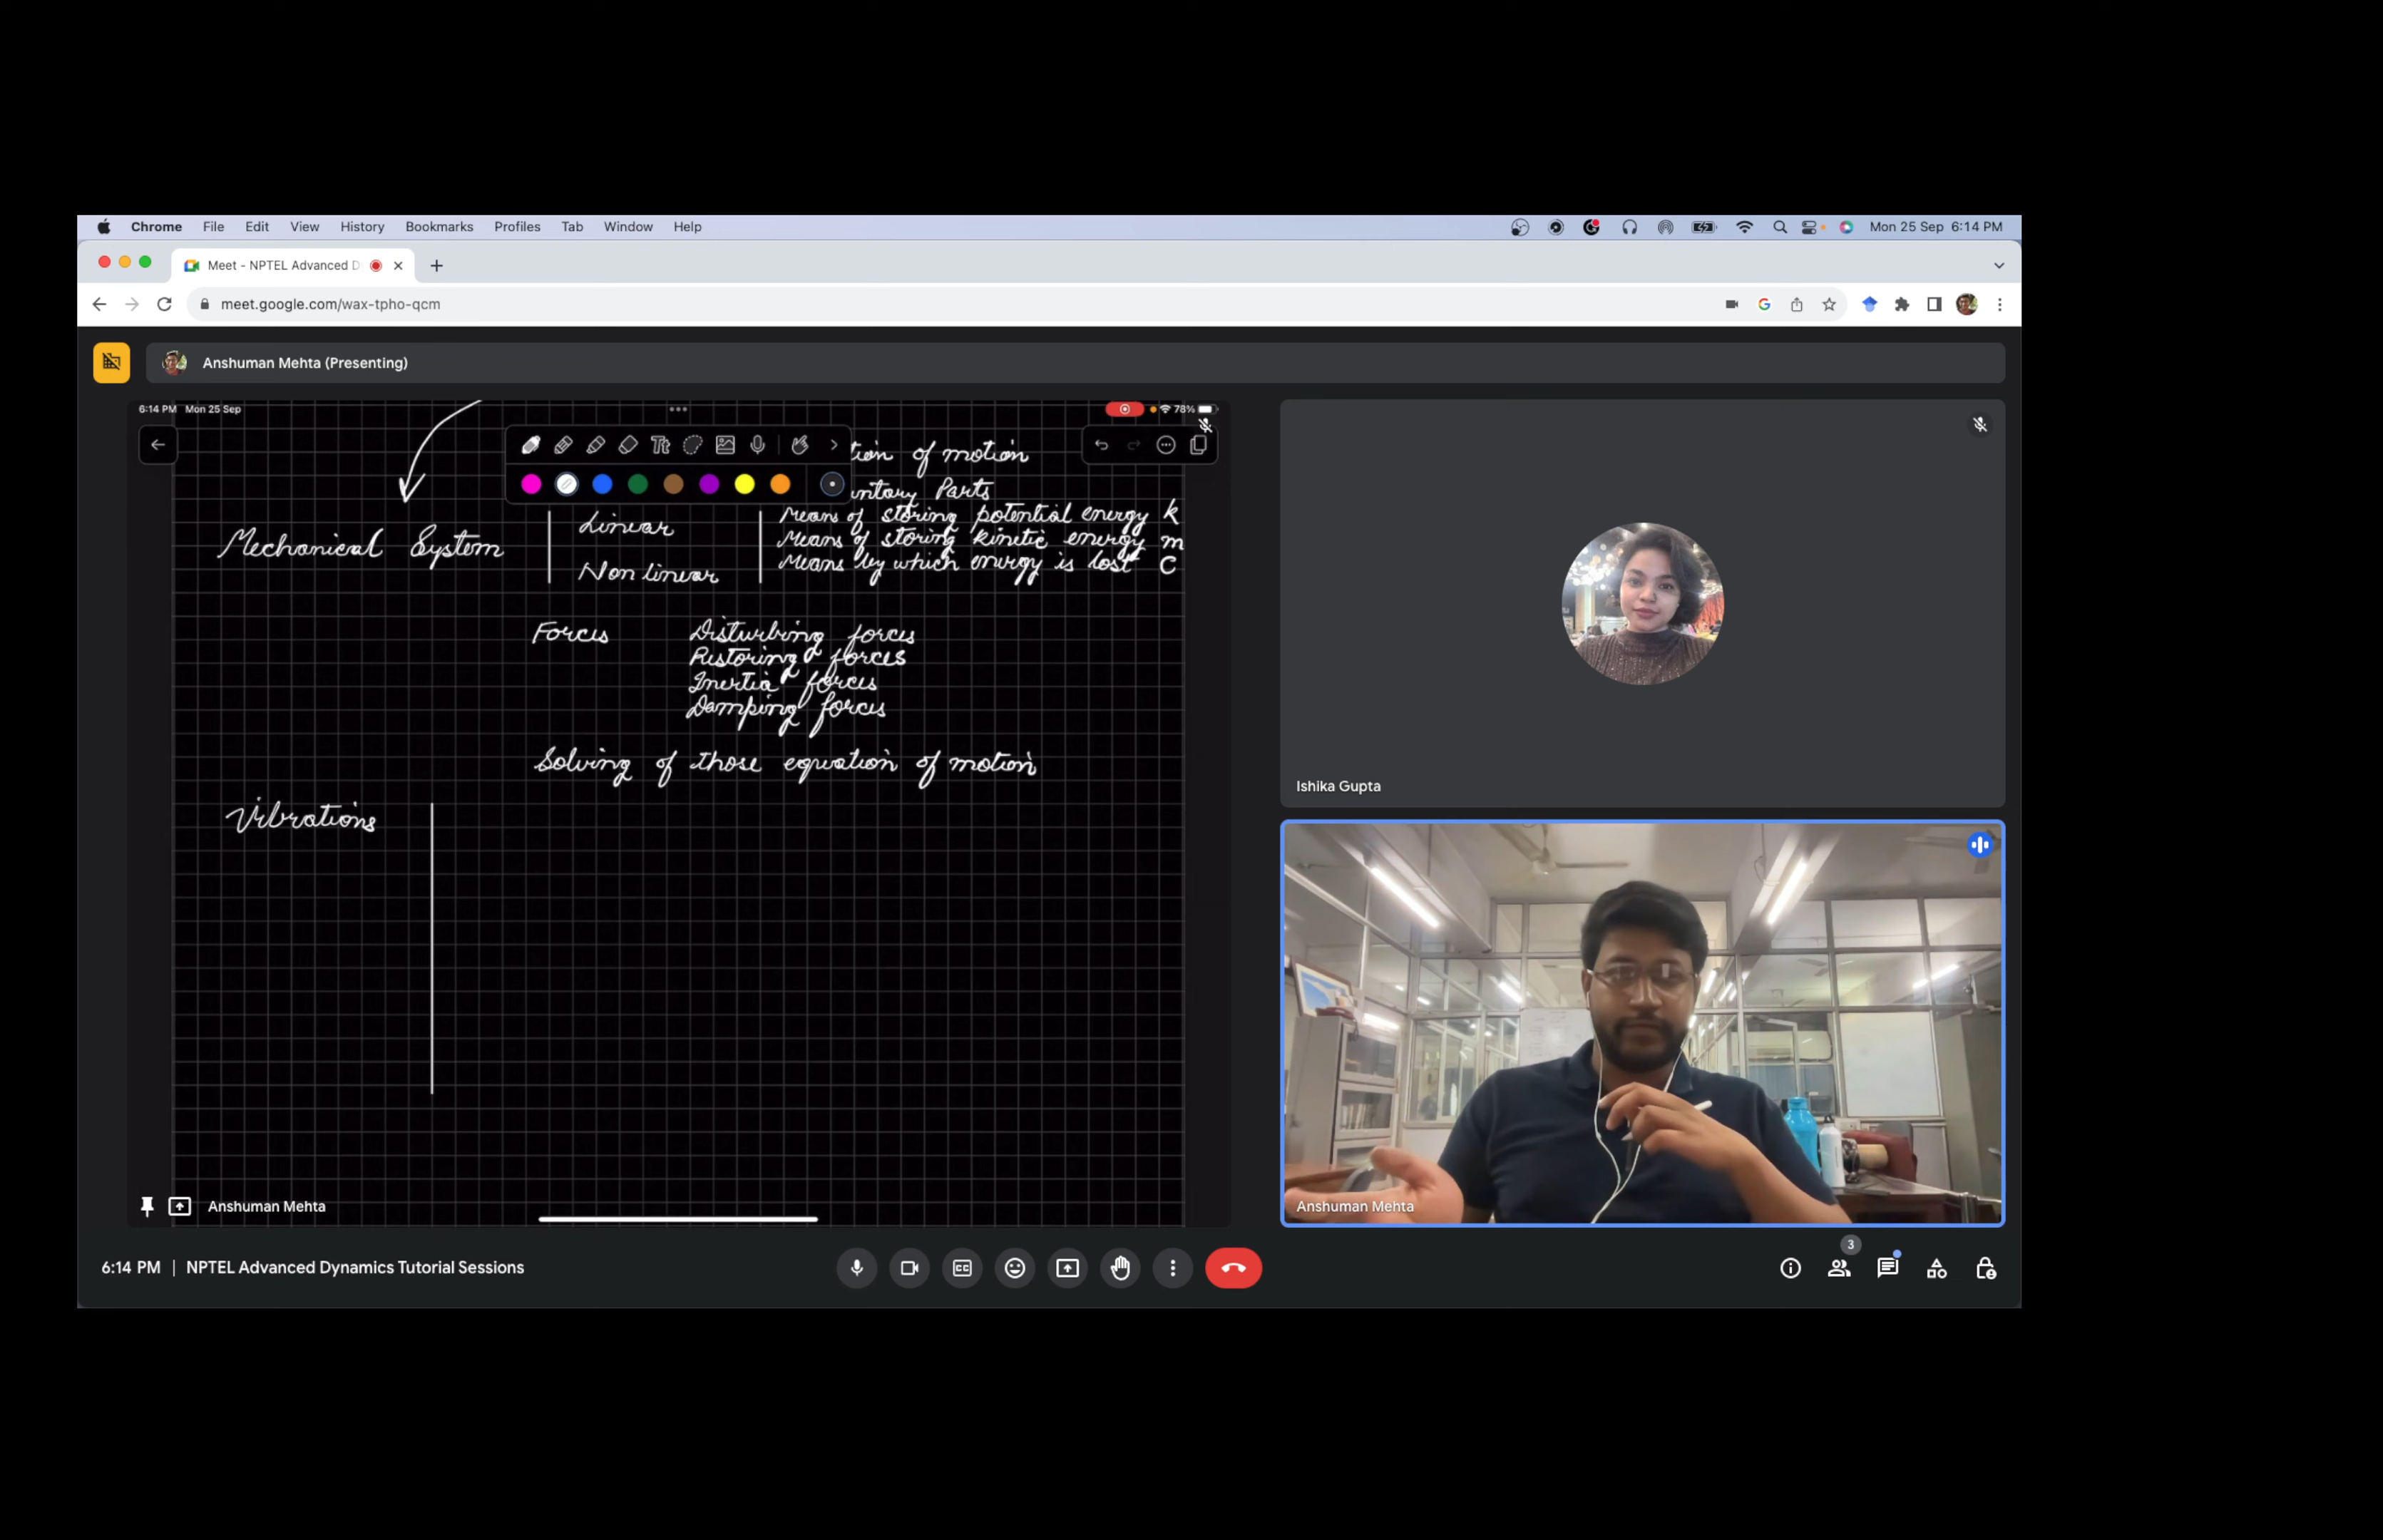 Chrome File Edit View History Bookmarks Profiles Tab Window Help Mon 25 Sep 6:14 PM
Meet - NPTEL Advanced D
meet.google.com/wax-tpho-qcm
Anshuman Mehta (Presenting)
6:14 PM Mon 25 Sep 78%
tion of motion
entary Parts
Mechanical System
Linear
Non linear
Means of storing potential energy k
Means of storing kinetic energy m
Means by which energy is lost C
Forces
Disturbing forces
Restoring forces
Inertia forces
Damping forces
Solving of those equation of motion
Vibrations
Anshuman Mehta
Ishika Gupta
Anshuman Mehta
6:14 PM | NPTEL Advanced Dynamics Tutorial Sessions
CC
3